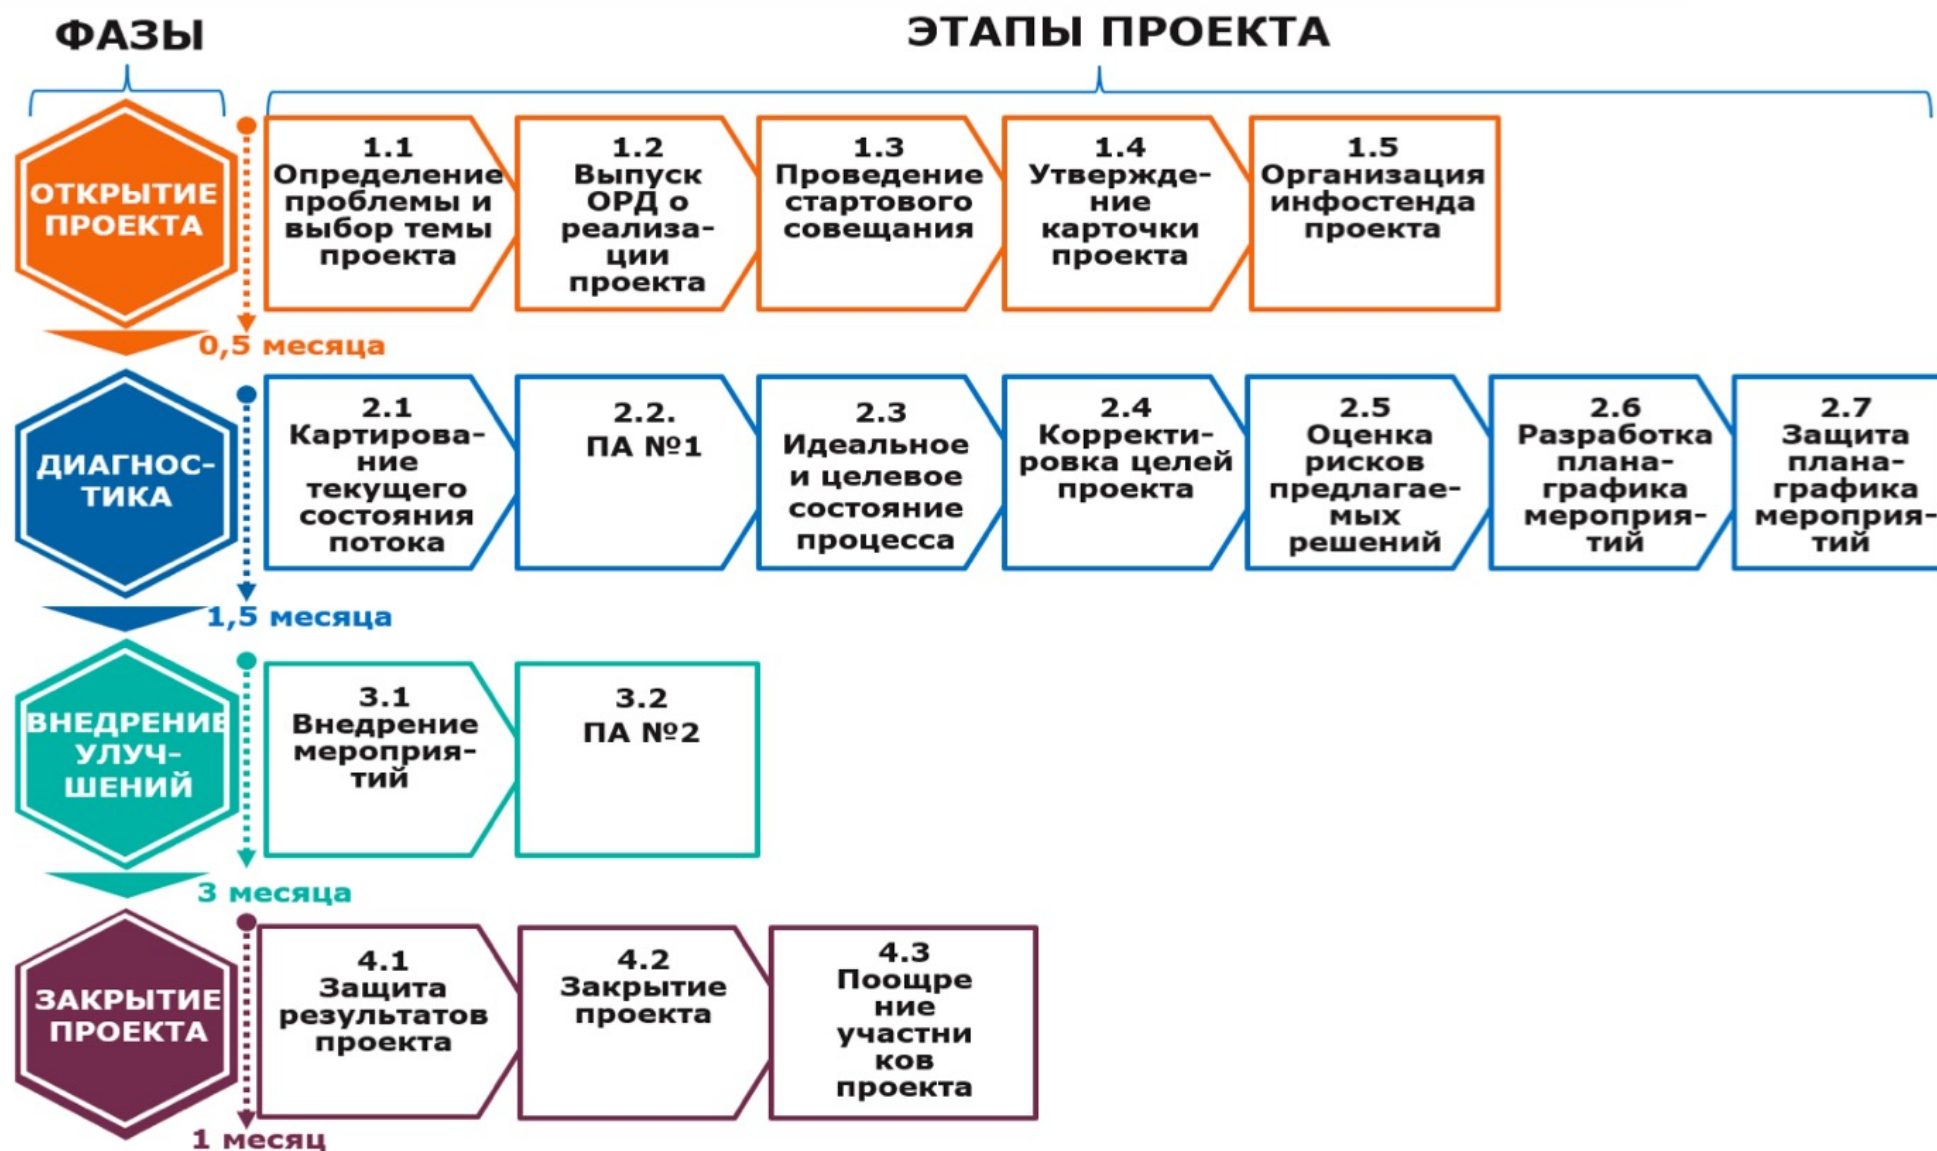 ФАЗЫ
ЭТАПЫ ПРОЕКТА
ОТКРЫТИЕ
ПРОЕКТА
0,5 месяца
1.1
Определение
проблемы и
выбор темы
проекта
1.2
Выпуск
ОРД о
реализа-
ции
проекта
1.3
Проведение
стартового
совещания
1.4
Утвержде-
ние
карточки
проекта
1.5
Организация
инфостенда
проекта
ДИАГНОС-
ТИКА
1,5 месяца
2.1
Картирова-
ние
текущего
состояния
потока
2.2.
ПА №1
2.3
Идеальное
и целевое
состояние
процесса
2.4
Корректи-
ровка целей
проекта
2.5
Оценка
рисков
предлагае-
мых
решений
2.6
Разработка
плана-
графика
мероприя-
тий
2.7
Защита
плана-
графика
мероприя-
тий
ВНЕДРЕНИЕ
УЛУЧ-
ШЕНИЙ
3 месяца
3.1
Внедрение
мероприя-
тий
3.2
ПА №2
ЗАКРЫТИЕ
ПРОЕКТА
1 месяц
4.1
Защита
результатов
проекта
4.2
Закрытие
проекта
4.3
Поощре
ние
участни
ков
проекта